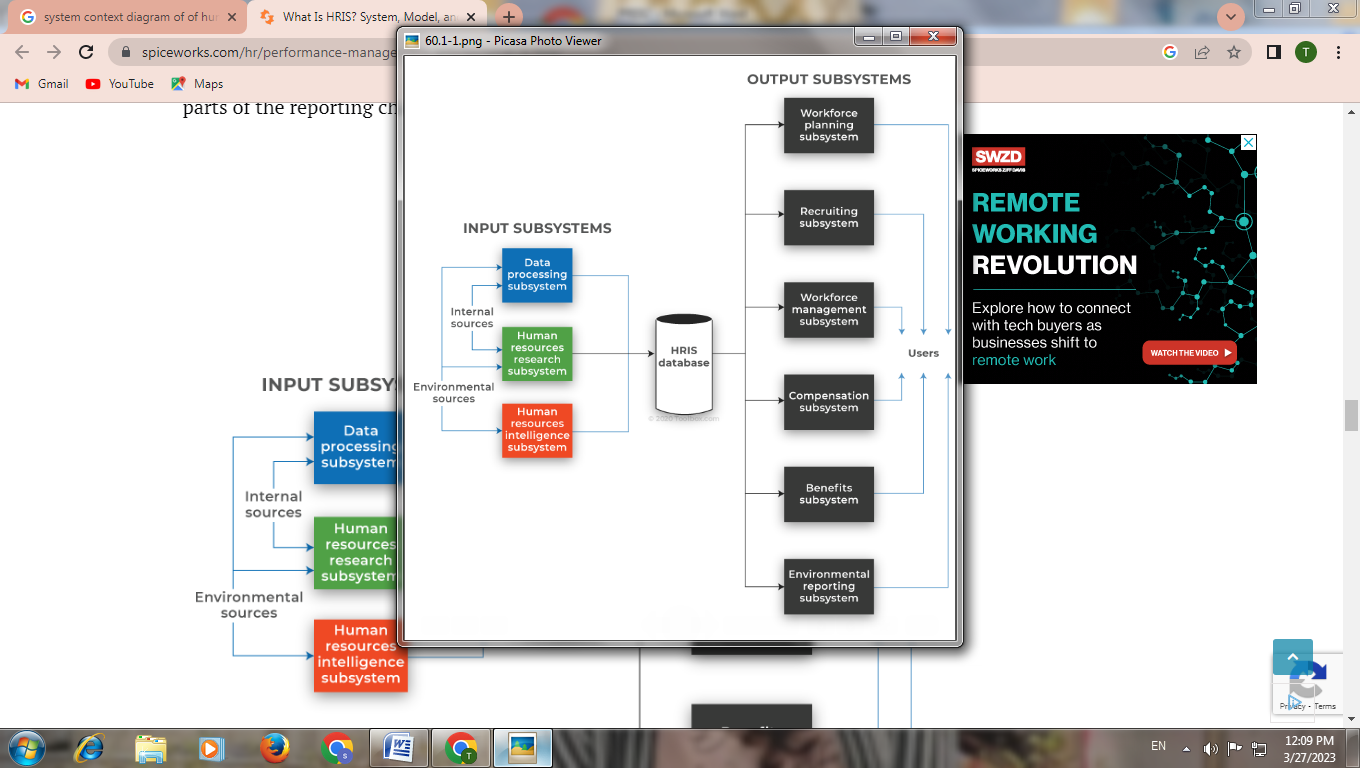 system context diagram of of hur
What Is HRIS? System, Model, an
spiceworks.com/hr/performance-manage
T
Gmail
YouTube
Maps
60.1-1.png - Picasa Photo Viewer
parts of the reporting ch
OUTPUT SUBSYSTEMS
Workforce
planning
subsystem
Recruiting
subsystem
INPUT SUBSYSTEMS
Data
processing
subsystem
Internal
sources
Human
resources
research
subsystem
Environmental
sources
Human
resources
intelligence
subsystem
HRIS
database
Workforce
management
subsystem
Users
Compensation
subsystem
Benefits
subsystem
Environmental
reporting
subsystem
SWZD
SPICEWORKS ZIFF DAVIS
REMOTE
WORKING
REVOLUTION
Explore how to connect
with tech buyers as
businesses shift to
remote work
WATCH THE VIDEO
INPUT SUBSY
Data
processing
subsystem
Internal
sources
Human
resources
research
subsystem
Environmental
sources
Human
resources
intelligence
subsystem
Privacy - Terms
S
W
T
EN
12:09 PM
3/27/2023